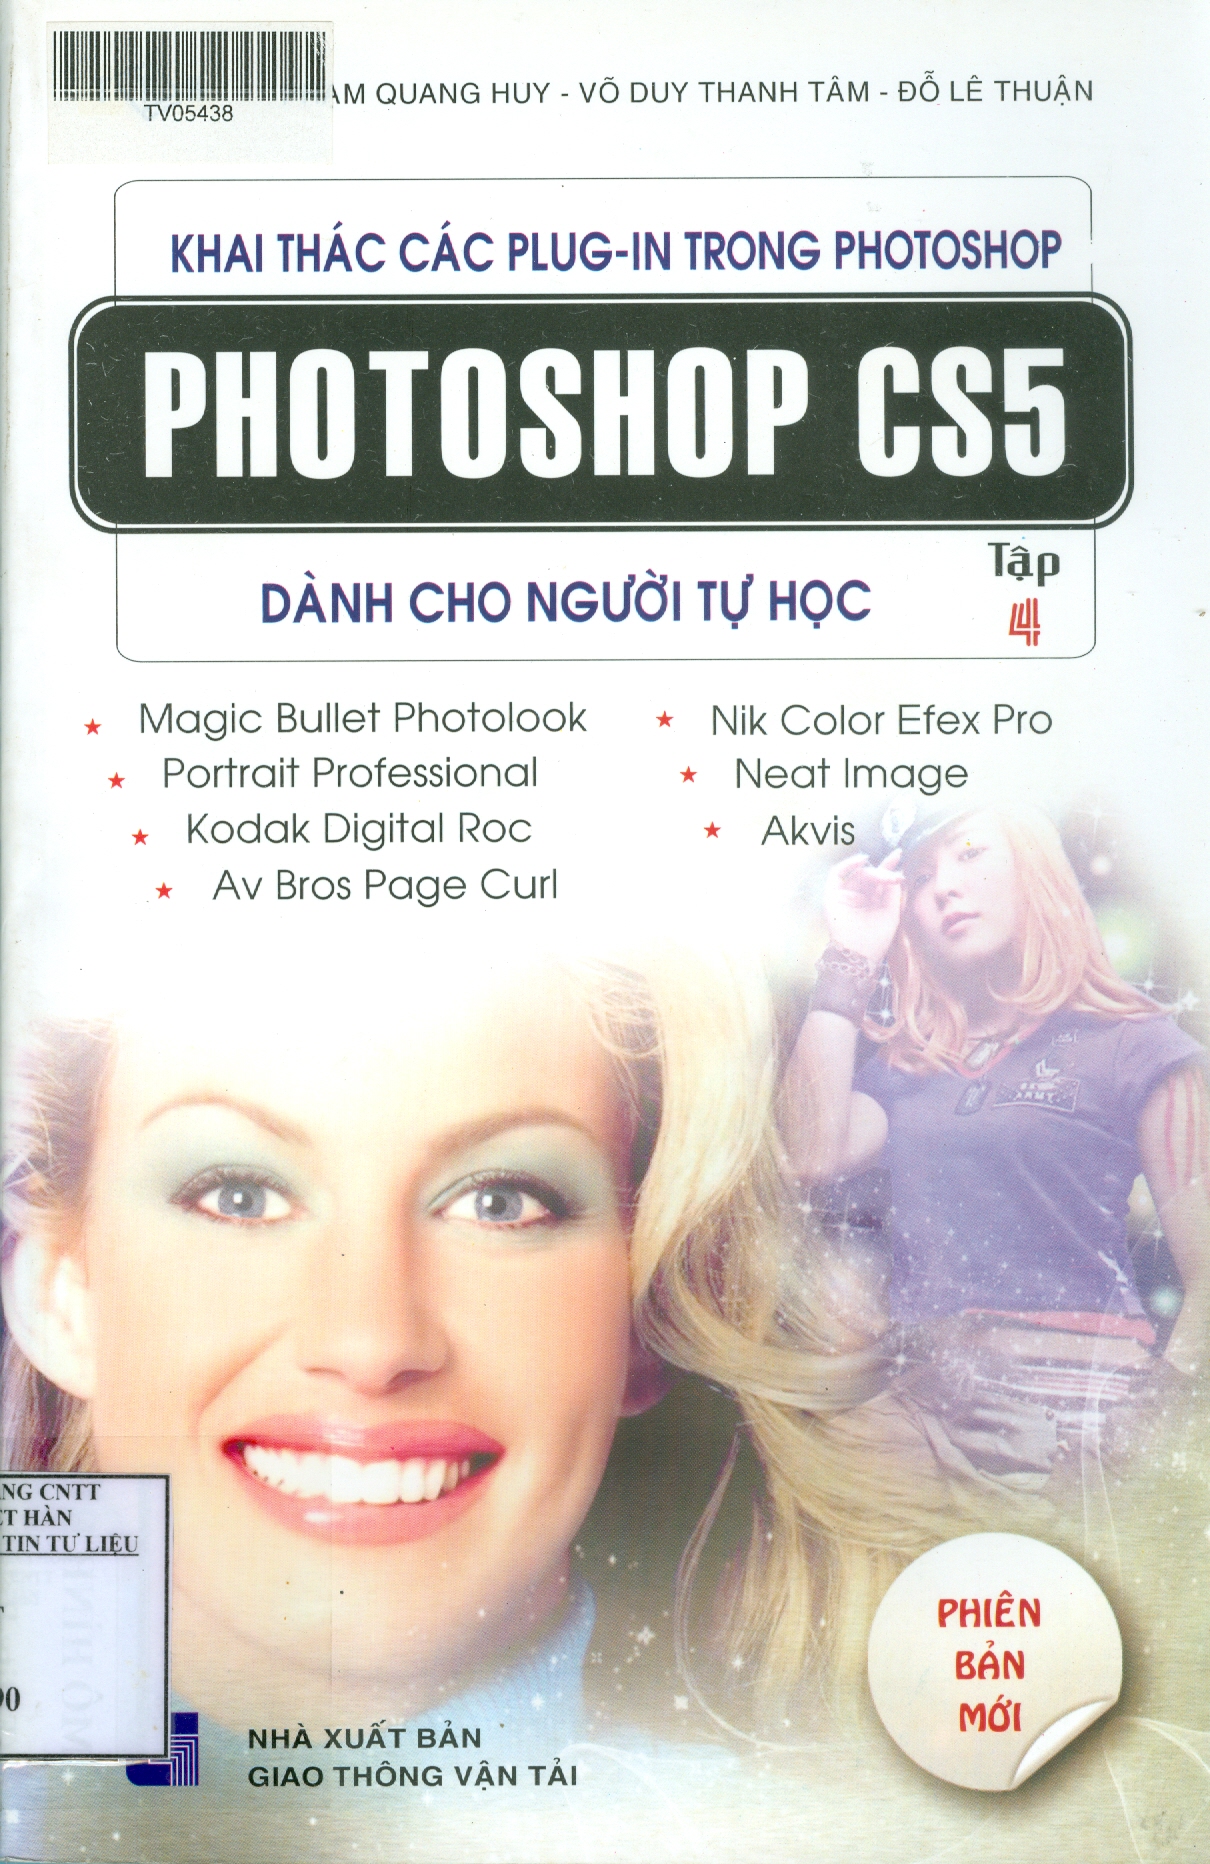 TV05438
QUANG HUY - VÕ DUY THANH TÂM - ĐỖ LÊ THUẬN
KHAI THÁC CÁC PLUG-IN TRONG PHOTOSHOP
PHOTOSHOP CS5
Tập
4
DÀNH CHO NGƯỜI TỰ HỌC
★ Magic Bullet Photolook
★ Portrait Professional
★ Kodak Digital Roc
★ Av Bros Page Curl
★ Nik Color Efex Pro
★ Neat Image
★ Akvis
ARMY
CNTT
HÀN
TIN TƯ LIỆU
PHIÊN
BẢN
MỚI
NHÀ XUẤT BẢN
GIAO THÔNG VẬN TẢI